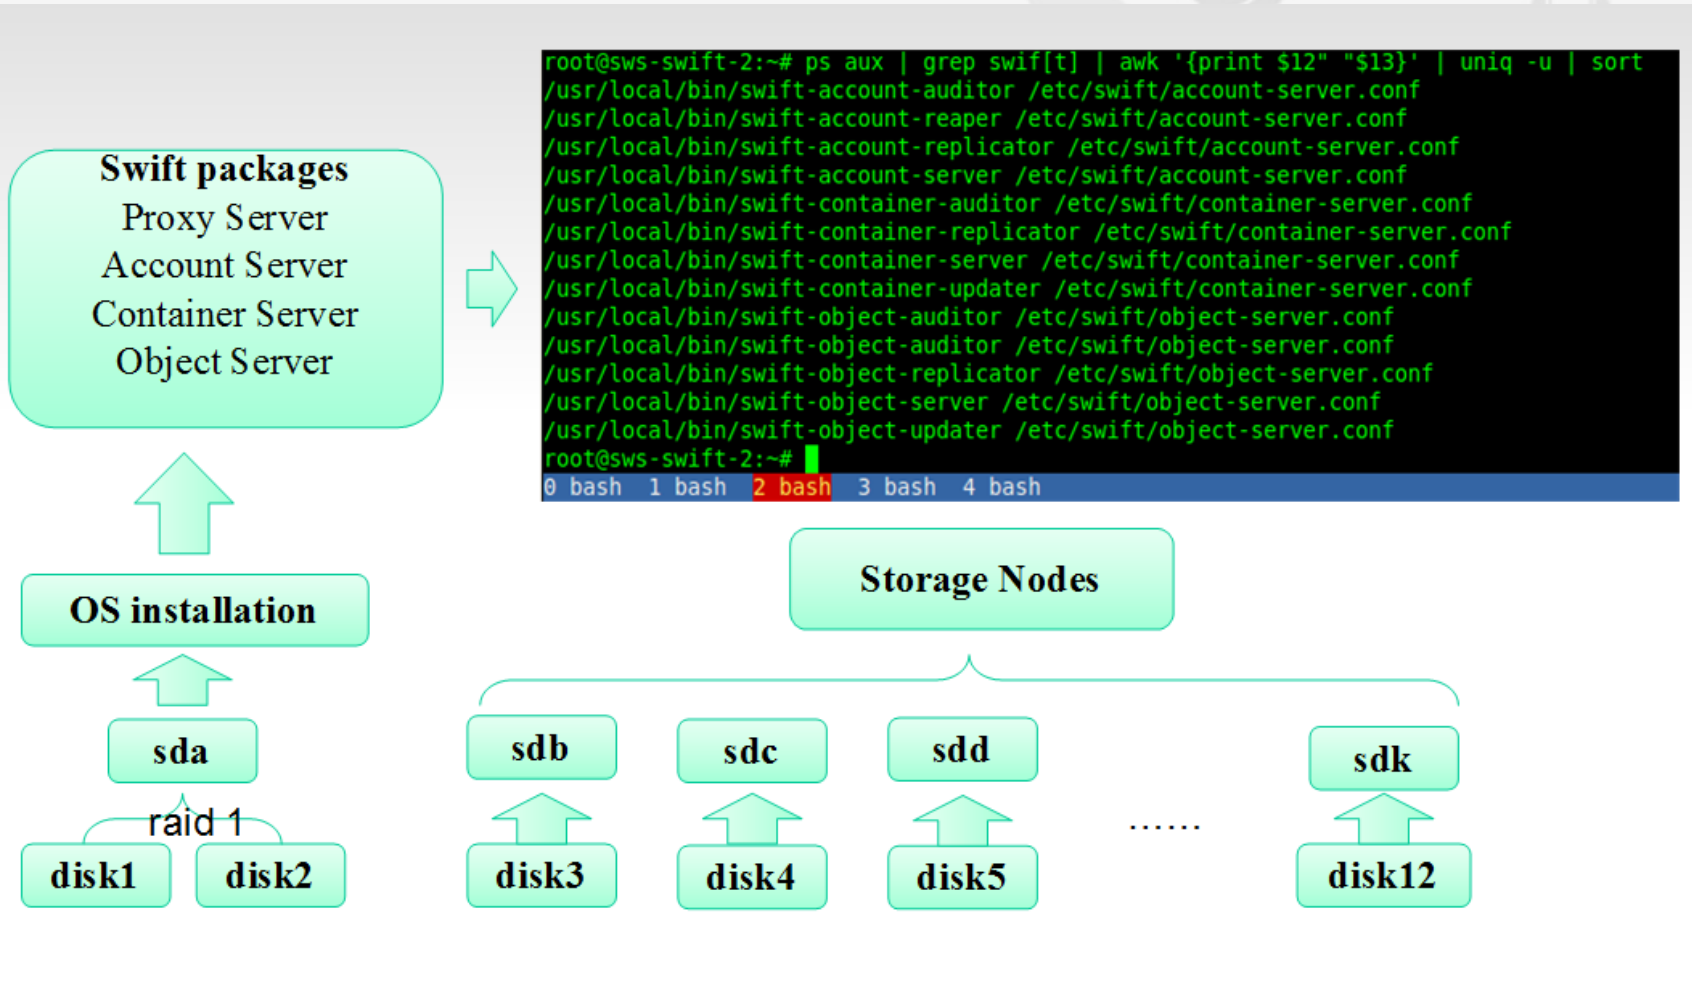 root@sws-swift-2:~# ps aux | grep swif[t] | awk '{print $12" "$13}' | uniq -u | sort
/usr/local/bin/swift-account-auditor /etc/swift/account-server.conf
/usr/local/bin/swift-account-reaper /etc/swift/account-server.conf
/usr/local/bin/swift-account-replicator /etc/swift/account-server.conf
/usr/local/bin/swift-account-server /etc/swift/account-server.conf
/usr/local/bin/swift-container-auditor /etc/swift/container-server.conf
/usr/local/bin/swift-container-replicator /etc/swift/container-server.conf
/usr/local/bin/swift-container-server /etc/swift/container-server.conf
/usr/local/bin/swift-container-updater /etc/swift/container-server.conf
/usr/local/bin/swift-object-auditor /etc/swift/object-server.conf
/usr/local/bin/swift-object-auditor /etc/swift/object-server.conf
/usr/local/bin/swift-object-replicator /etc/swift/object-server.conf
/usr/local/bin/swift-object-server /etc/swift/object-server.conf
/usr/local/bin/swift-object-updater /etc/swift/object-server.conf
root@sws-swift-2:~#
0 bash 1 bash 2 bash 3 bash 4 bash
Swift packages
Proxy Server
Account Server
Container Server
Object Server
OS installation
Storage Nodes
sda
sdb
sdc
sdd
sdk
raid 1
......
disk1
disk2
disk3
disk4
disk5
disk12